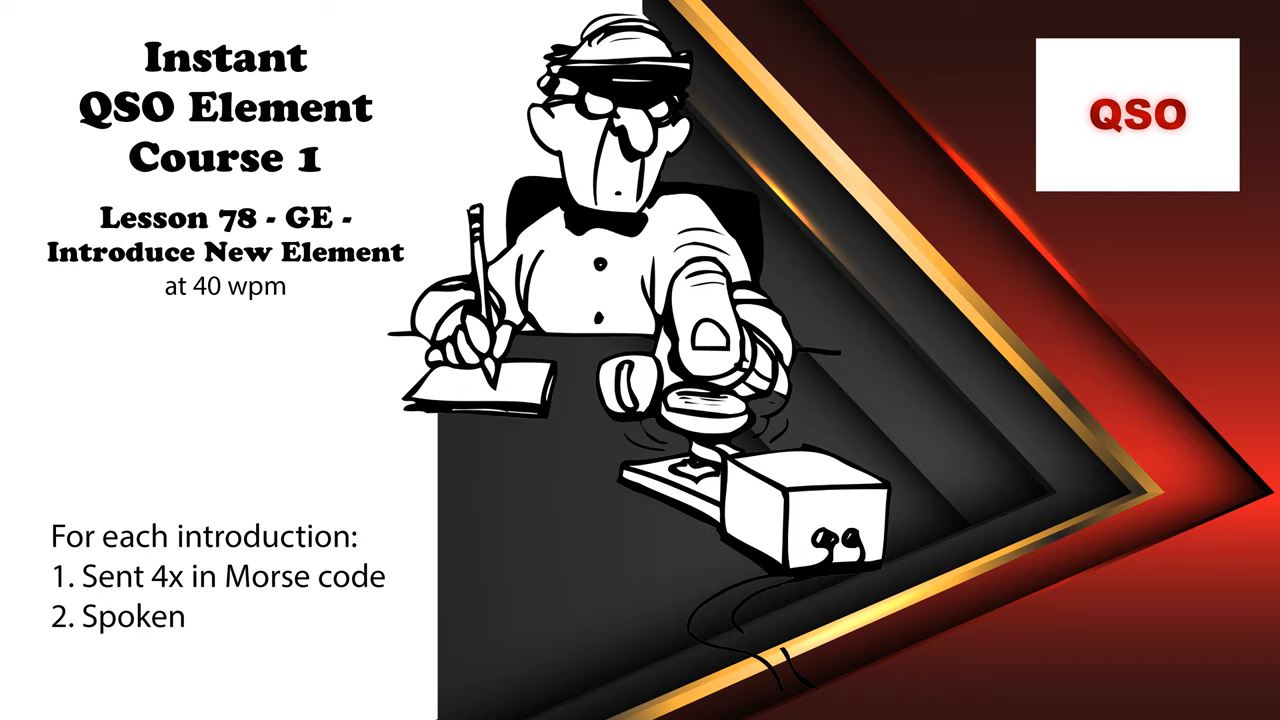 Instant
QSO Element
Course 1
Lesson 78 - GE -
Introduce New Element
at 40 wpm
QSO
For each introduction:
1. Sent 4x in Morse code
2. Spoken